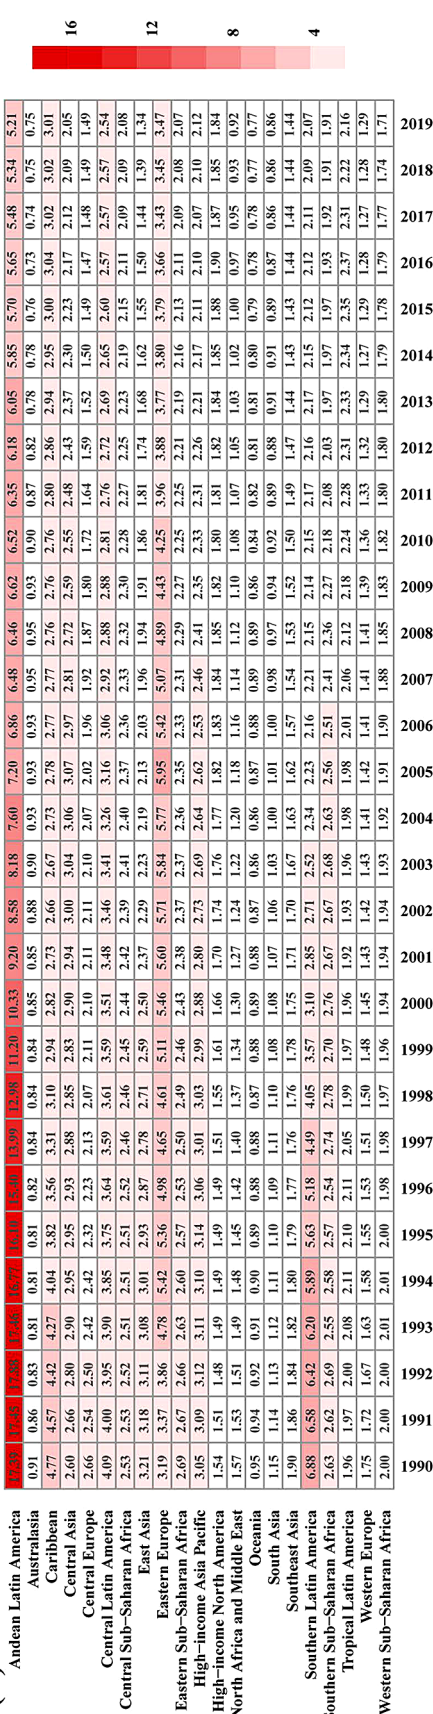 Andean Latin America 17.39 17.45 17.88 17.46 16.77 16.10 15.40 13.99 12.98 11.20 10.33 9.20 8.58 8.18 7.60 7.20 6.86 6.48 6.46 6.62 6.52 6.35 6.18 6.05 5.85 5.70 5.65 5.48 5.34 5.21
Australasia 0.91 0.86 0.83 0.81 0.81 0.81 0.82 0.84 0.84 0.84 0.85 0.85 0.88 0.90 0.93 0.93 0.93 0.95 0.95 0.93 0.90 0.87 0.82 0.78 0.78 0.76 0.73 0.74 0.75 0.75
Caribbean 4.77 4.57 4.42 4.27 4.04 3.82 3.56 3.31 3.10 2.94 2.82 2.73 2.66 2.67 2.73 2.78 2.77 2.77 2.76 2.76 2.76 2.80 2.86 2.94 2.95 3.00 3.04 3.02 3.02 3.01
Central Asia 2.60 2.66 2.80 2.90 2.95 2.95 2.93 2.88 2.85 2.83 2.90 2.94 3.00 3.04 3.06 3.07 2.97 2.81 2.72 2.59 2.55 2.48 2.43 2.37 2.30 2.23 2.17 2.12 2.09 2.05
Central Europe 2.66 2.54 2.50 2.42 2.42 2.32 2.23 2.13 2.07 2.11 2.10 2.11 2.11 2.10 2.07 2.02 1.96 1.92 1.87 1.80 1.72 1.64 1.59 1.52 1.50 1.49 1.47 1.48 1.49 1.49
Central Latin America 4.09 4.00 3.95 3.90 3.85 3.75 3.64 3.59 3.61 3.59 3.51 3.48 3.46 3.41 3.26 3.16 3.06 2.92 2.88 2.88 2.81 2.76 2.72 2.69 2.65 2.60 2.57 2.57 2.57 2.54
Central Sub−Saharan Africa 2.53 2.53 2.52 2.51 2.51 2.51 2.52 2.46 2.46 2.45 2.44 2.42 2.39 2.41 2.40 2.37 2.36 2.33 2.32 2.30 2.28 2.27 2.25 2.23 2.19 2.15 2.11 2.09 2.09 2.08
East Asia 3.21 3.18 3.11 3.08 3.01 2.93 2.87 2.78 2.71 2.59 2.50 2.37 2.29 2.23 2.19 2.13 2.03 1.96 1.94 1.91 1.86 1.81 1.74 1.68 1.62 1.55 1.50 1.44 1.39 1.34
Eastern Europe 3.19 3.37 3.86 4.78 5.42 5.36 4.98 4.65 4.61 5.11 5.46 5.60 5.71 5.84 5.77 5.95 5.42 5.07 4.89 4.43 4.25 3.96 3.88 3.77 3.80 3.79 3.66 3.43 3.45 3.47
Eastern Sub−Saharan Africa 2.69 2.67 2.66 2.63 2.60 2.57 2.53 2.50 2.49 2.46 2.43 2.38 2.37 2.37 2.36 2.35 2.33 2.31 2.29 2.27 2.25 2.25 2.21 2.19 2.16 2.13 2.11 2.09 2.08 2.07
High−income Asia Pacific 3.05 3.09 3.12 3.11 3.10 3.14 3.06 3.01 3.03 2.99 2.88 2.80 2.73 2.69 2.64 2.62 2.53 2.46 2.41 2.35 2.33 2.31 2.26 2.21 2.17 2.11 2.10 2.07 2.10 2.12
High−income North America 1.54 1.51 1.48 1.49 1.49 1.49 1.49 1.51 1.55 1.61 1.66 1.70 1.74 1.76 1.77 1.82 1.83 1.84 1.85 1.82 1.80 1.81 1.82 1.84 1.85 1.88 1.90 1.87 1.85 1.84
North Africa and Middle East 1.57 1.53 1.51 1.49 1.48 1.45 1.42 1.40 1.37 1.34 1.30 1.27 1.24 1.22 1.20 1.18 1.16 1.14 1.12 1.10 1.08 1.07 1.05 1.03 1.02 1.00 0.97 0.95 0.93 0.92
Oceania 0.95 0.94 0.92 0.91 0.90 0.89 0.88 0.88 0.87 0.88 0.89 0.88 0.87 0.86 0.86 0.87 0.88 0.89 0.89 0.86 0.84 0.82 0.81 0.81 0.80 0.79 0.78 0.78 0.77 0.77
South Asia 1.15 1.14 1.13 1.12 1.11 1.10 1.09 1.11 1.10 1.08 1.08 1.07 1.06 1.03 1.00 1.01 1.00 0.98 0.97 0.94 0.92 0.89 0.88 0.91 0.91 0.89 0.87 0.86 0.86 0.86
Southeast Asia 1.90 1.86 1.84 1.82 1.80 1.79 1.77 1.76 1.76 1.78 1.75 1.71 1.70 1.67 1.63 1.62 1.57 1.54 1.53 1.52 1.50 1.49 1.47 1.44 1.43 1.43 1.44 1.44 1.44 1.44
Southern Latin America 6.88 6.58 6.42 6.20 5.89 5.63 5.18 4.49 4.05 3.57 3.10 2.85 2.71 2.52 2.34 2.23 2.16 2.21 2.15 2.14 2.15 2.17 2.16 2.17 2.15 2.12 2.12 2.11 2.09 2.07
outhern Sub−Saharan Africa 2.63 2.62 2.69 2.55 2.58 2.57 2.54 2.74 2.78 2.70 2.76 2.67 2.67 2.68 2.63 2.56 2.51 2.41 2.36 2.27 2.18 2.08 2.03 1.97 1.97 1.97 1.93 1.92 1.91 1.91
Tropical Latin America 1.96 1.97 2.00 2.08 2.11 2.10 2.11 2.05 1.99 1.97 1.96 1.92 1.93 1.96 1.98 1.98 2.01 2.06 2.12 2.18 2.24 2.28 2.31 2.33 2.34 2.35 2.37 2.31 2.22 2.16
Western Europe 1.75 1.72 1.67 1.63 1.58 1.55 1.53 1.51 1.50 1.48 1.45 1.43 1.42 1.43 1.41 1.42 1.41 1.41 1.41 1.39 1.36 1.33 1.32 1.29 1.27 1.29 1.28 1.27 1.28 1.29
Western Sub−Saharan Africa 2.00 2.00 2.00 2.01 2.01 2.00 1.98 1.98 1.97 1.96 1.94 1.94 1.94 1.93 1.92 1.91 1.90 1.88 1.85 1.83 1.82 1.80 1.80 1.80 1.79 1.78 1.79 1.77 1.74 1.71
1990 1991 1992 1993 1994 1995 1996 1997 1998 1999 2000 2001 2002 2003 2004 2005 2006 2007 2008 2009 2010 2011 2012 2013 2014 2015 2016 2017 2018 2019
16
12
8
4